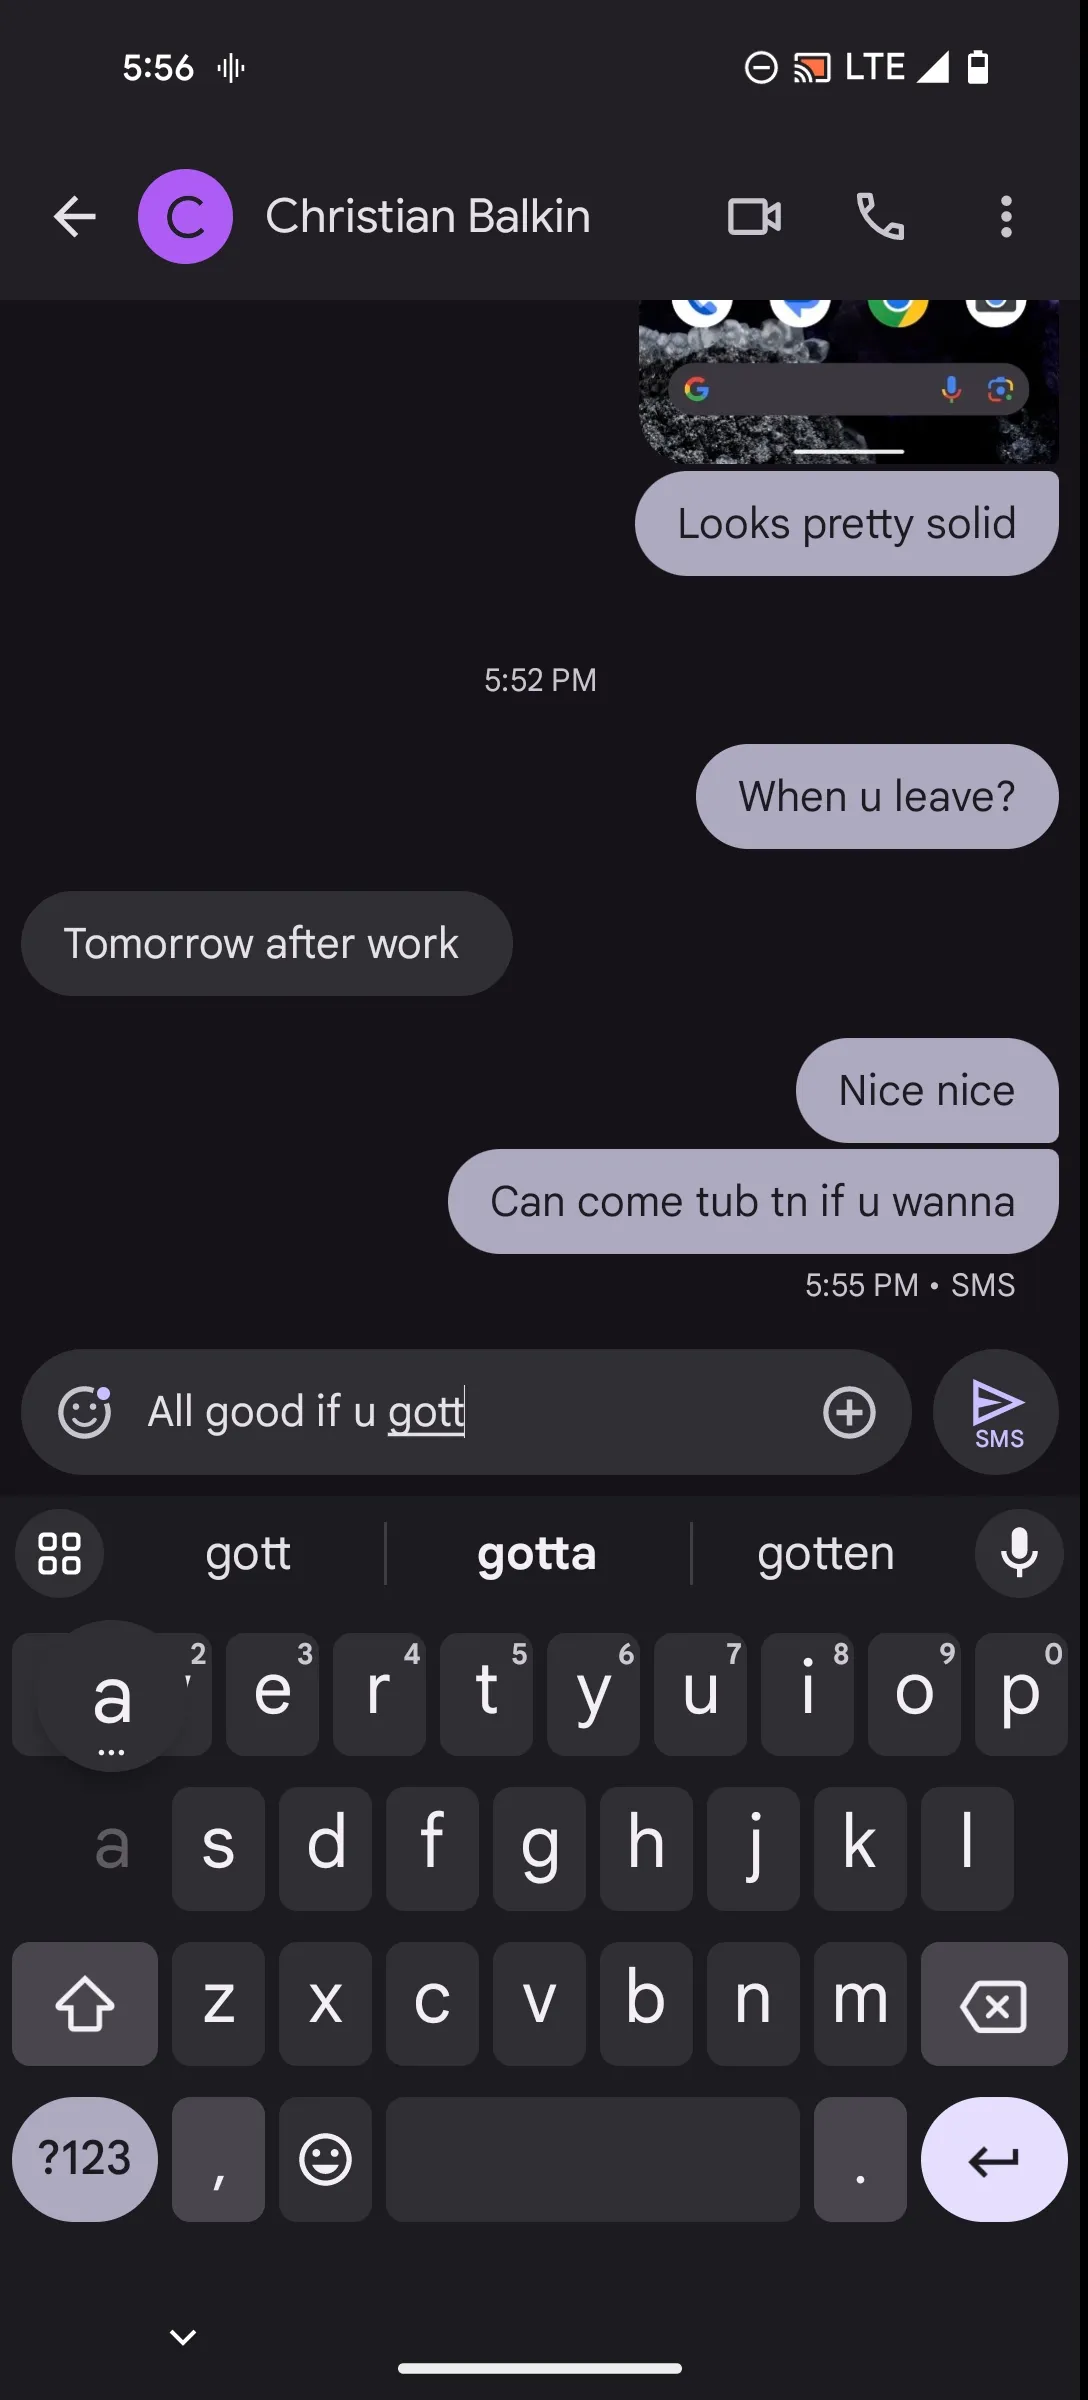 5:56 LTE
C Christian Balkin
G
Looks pretty solid
5:52 PM
When u leave?
Tomorrow after work
Nice nice
Can come tub tn if u wanna
5:55 PM • SMS
All good if u gott
SMS
gott gotta gotten
a ... 2 e 3 r 4 t 5 y 6 u 7 i 8 o 9 p 0
a s d f g h j k l
z x c v b n m
?123 , .